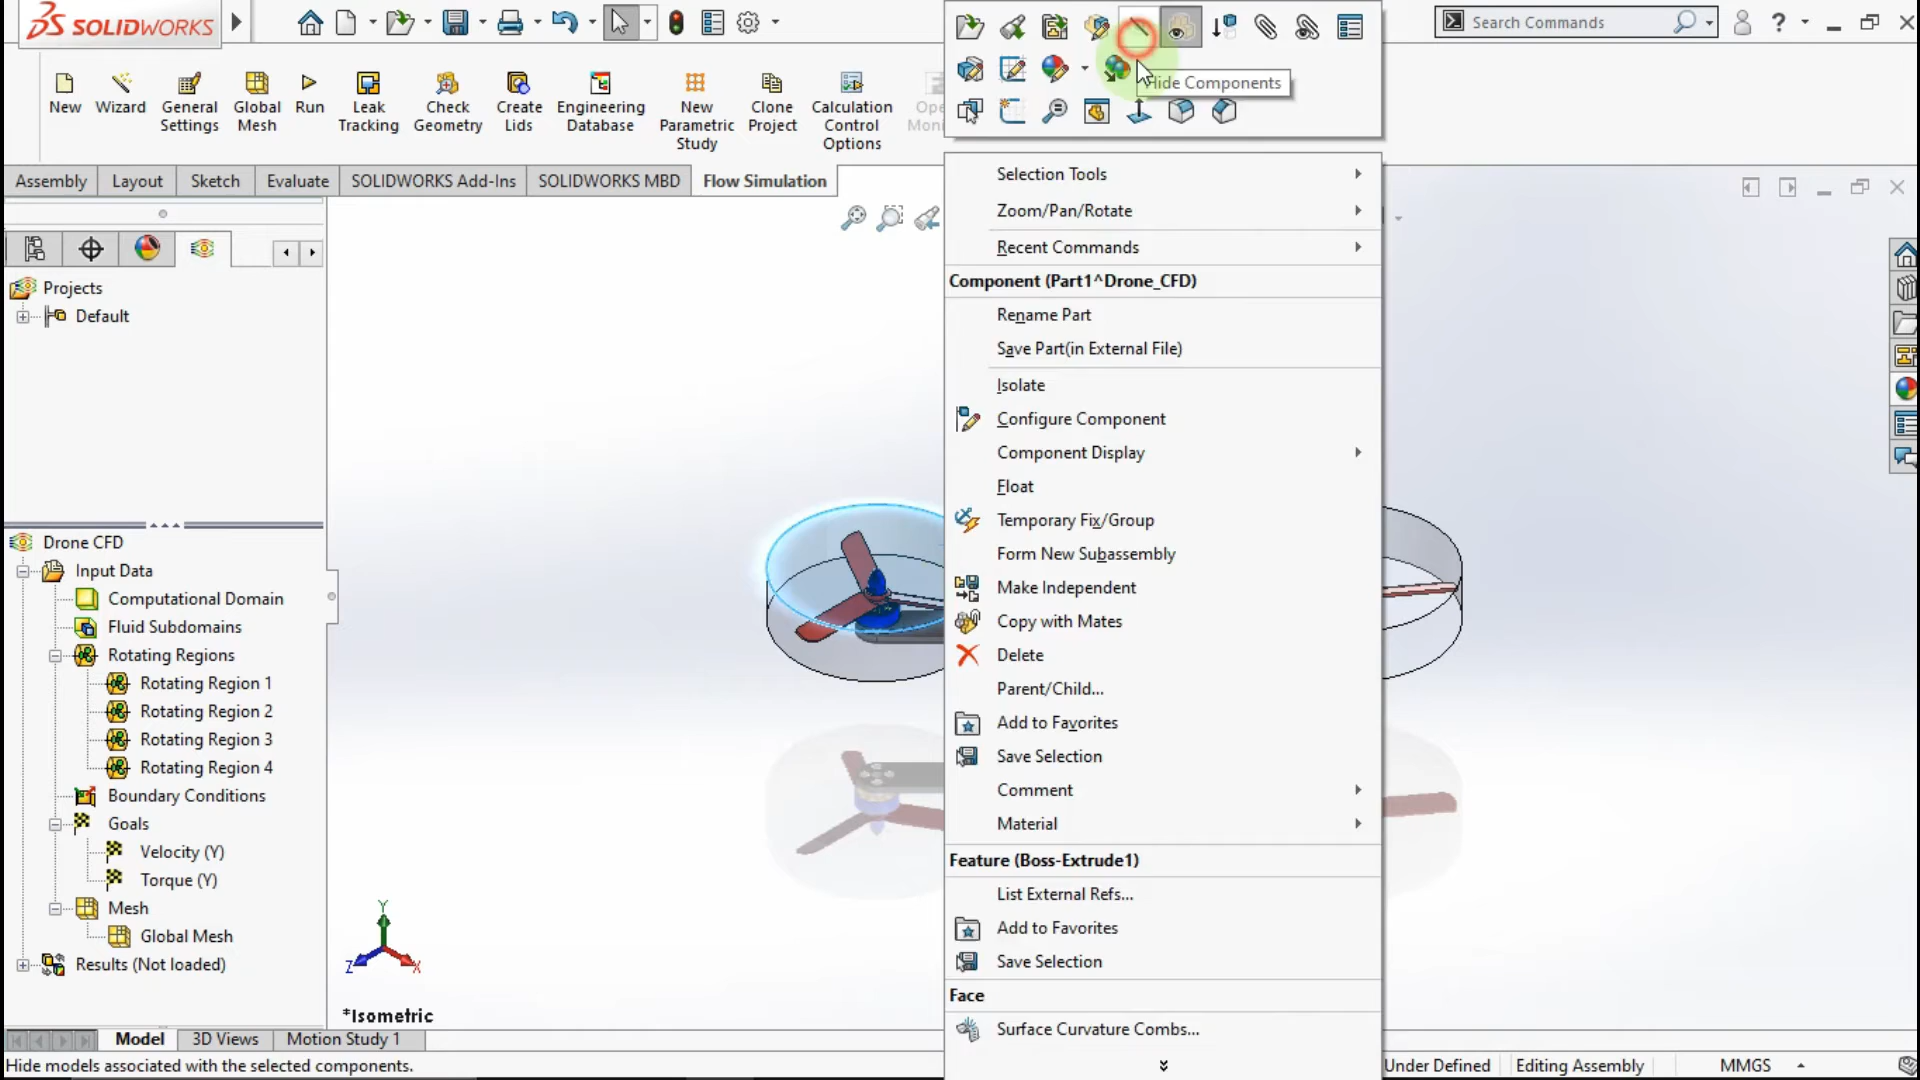 SOLIDWORKS
Search Commands
New
Wizard
General Settings
Global Mesh
Run
Leak Tracking
Check Geometry
Create Lids
Engineering Database
New Parametric Study
Clone Project
Calculation Control Options
Hide Components
Assembly
Layout
Sketch
Evaluate
SOLIDWORKS Add-Ins
SOLIDWORKS MBD
Flow Simulation
Projects
Default
Drone CFD
Input Data
Computational Domain
Fluid Subdomains
Rotating Regions
Rotating Region 1
Rotating Region 2
Rotating Region 3
Rotating Region 4
Boundary Conditions
Goals
Velocity (Y)
Torque (Y)
Mesh
Global Mesh
Results (Not loaded)
Selection Tools
Zoom/Pan/Rotate
Recent Commands
Component (Part1^Drone_CFD)
Rename Part
Save Part(in External File)
Isolate
Configure Component
Component Display
Float
Temporary Fix/Group
Form New Subassembly
Make Independent
Copy with Mates
Delete
Parent/Child...
Add to Favorites
Save Selection
Comment
Material
Feature (Boss-Extrude1)
List External Refs...
Add to Favorites
Save Selection
Face
Surface Curvature Combs...
Y
Z
X
*Isometric
Model
3D Views
Motion Study 1
Hide models associated with the selected components.
Under Defined
Editing Assembly
MMGS